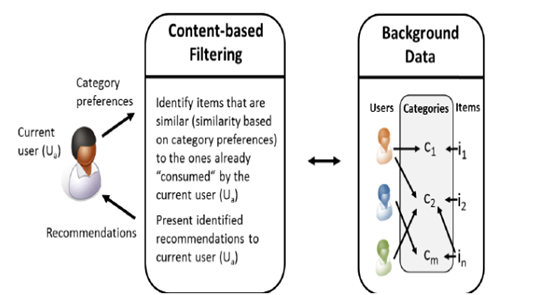 Content-based
Filtering
Background
Data
Category
preferences
Current
user (Uₐ)
Recommendations
Identify items that are
similar (similarity based
on category preferences)
to the ones already
"consumed" by the
current user (Uₐ)
Present identified
recommendations to
current user (Uₐ)
Users Categories Items
c₁ i₁
c₂ i₂
cₘ iₙ